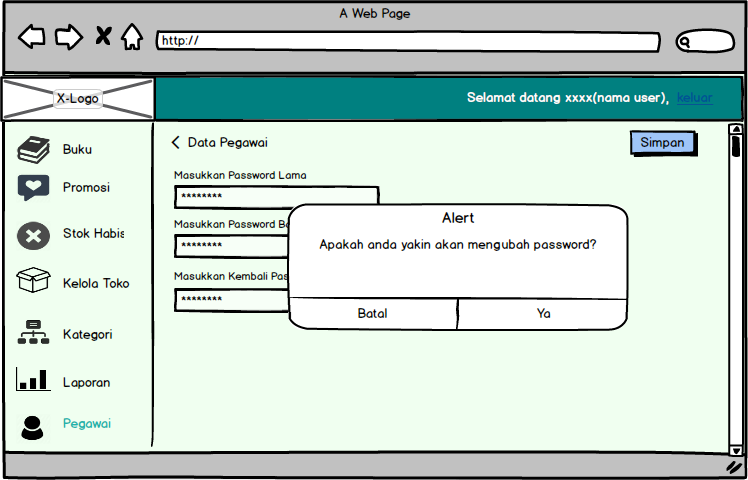 A Web Page
http://
X-Logo
Selamat datang xxxx(nama user), keluar
Buku
Promosi
Stok Habis
Kelola Toko
Kategori
Laporan
Pegawai
Data Pegawai
Simpan
Masukkan Password Lama
********
Masukkan Password Ba
********
Masukkan Kembali Pas
********
Alert
Apakah anda yakin akan mengubah password?
Batal
Ya